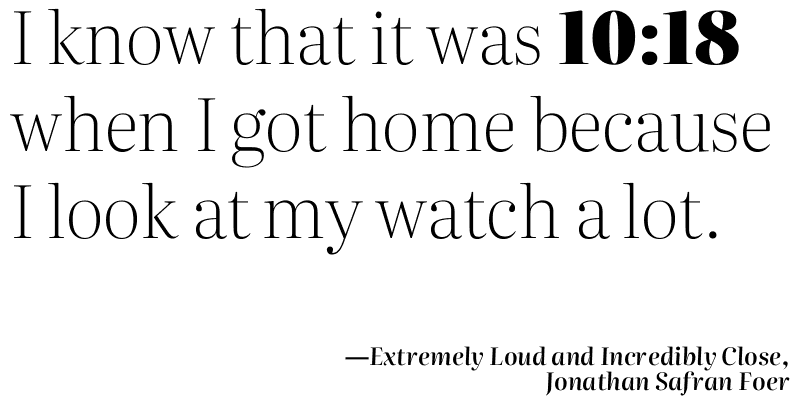 I know that it was 10:18
when I got home because
I look at my watch a lot.
—Extremely Loud and Incredibly Close,
Jonathan Safran Foer